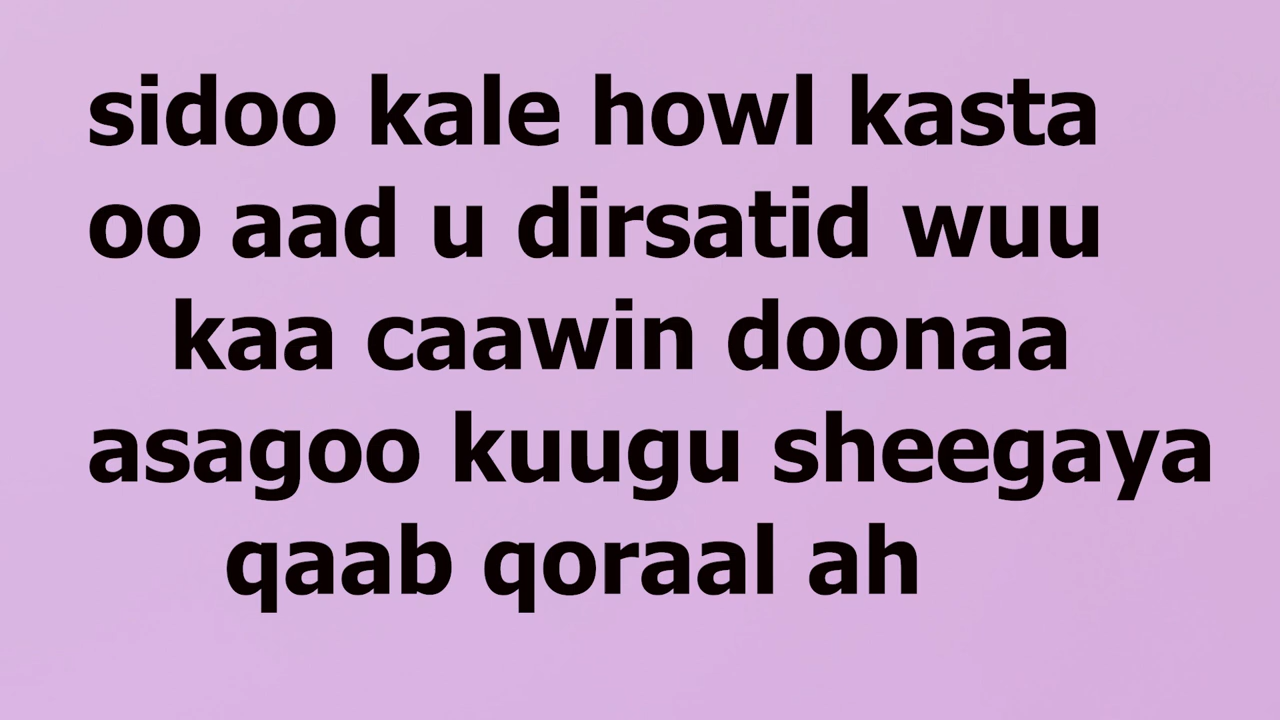 sidoo kale howl kasta
oo aad u dirsatid wuu
kaa caawin doonaa
asagoo kuugu sheegaya
qaab qoraal ah